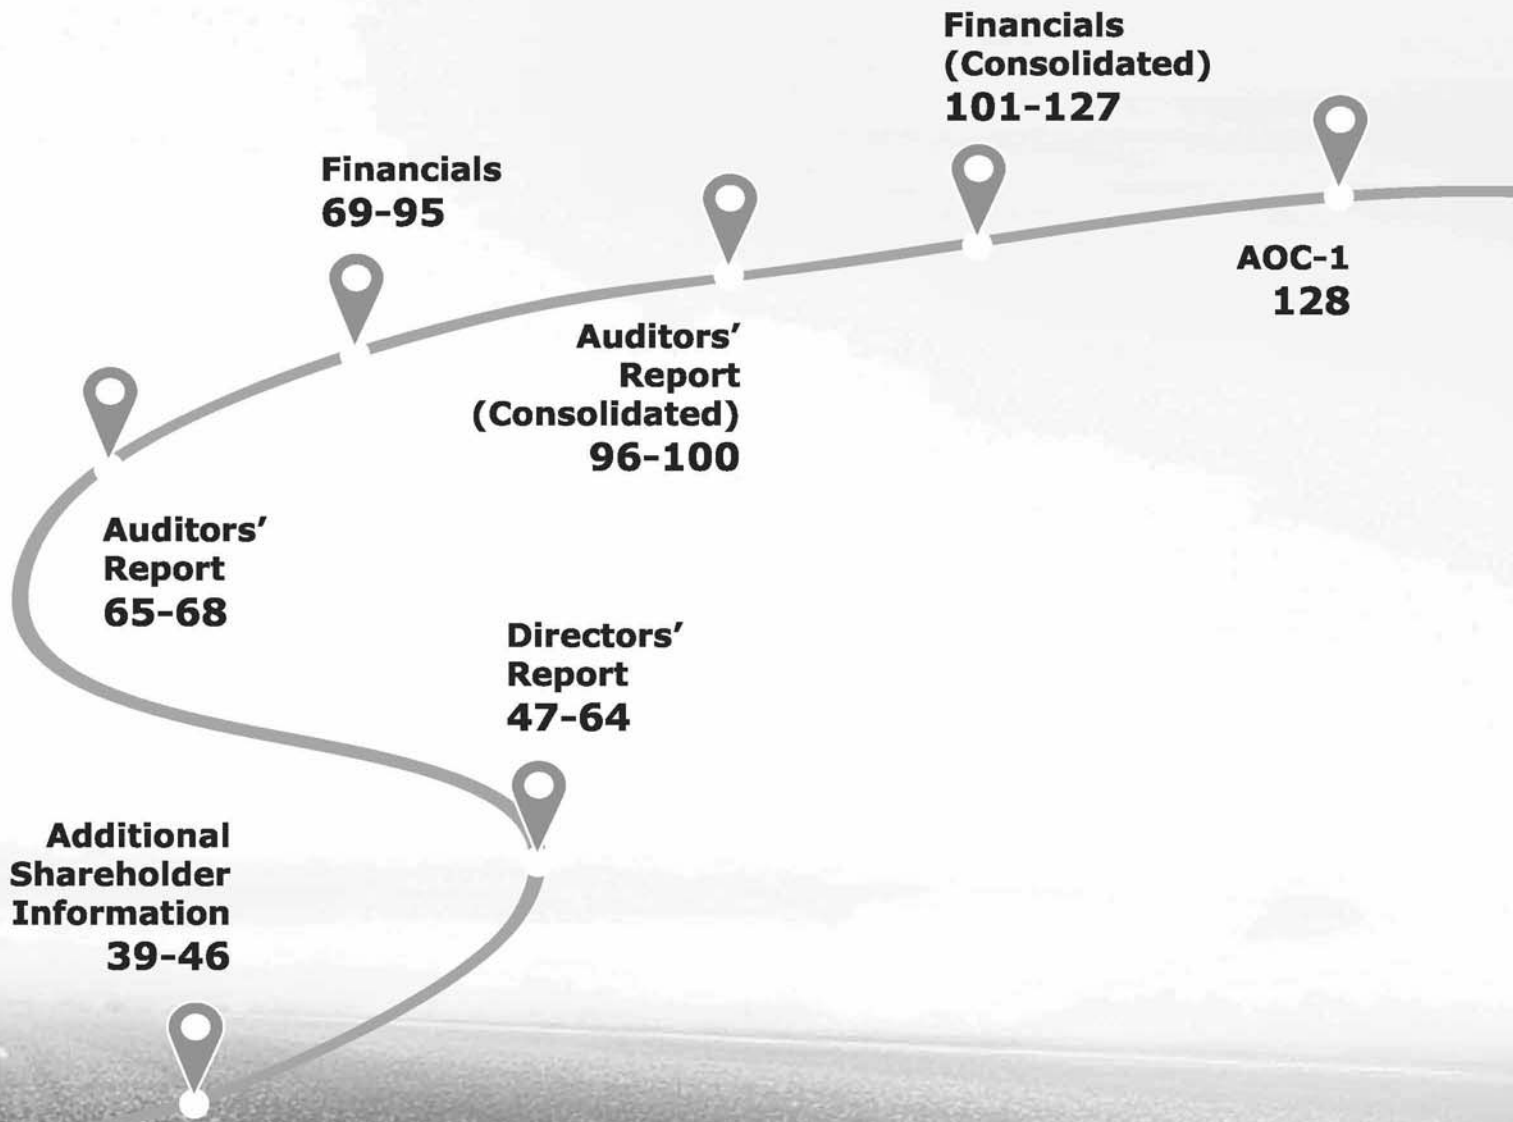 Financials
(Consolidated)
101-127
Financials
69-95
AOC-1
128
Auditors’
Report
(Consolidated)
96-100
Auditors’
Report
65-68
Directors’
Report
47-64
Additional
Shareholder
Information
39-46